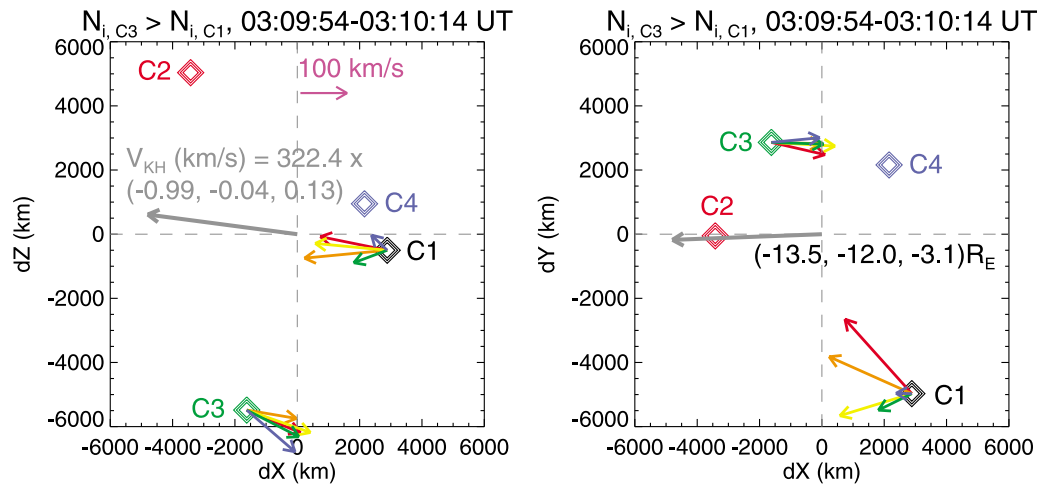 N_i, C3 > N_i, C1, 03:09:54-03:10:14 UT
6000
4000
2000
0
-2000
-4000
-6000
dZ (km)
C2
100 km/s
V_KH (km/s) = 322.4 x
(-0.99, -0.04, 0.13)
C4
C1
C3
-6000 -4000 -2000 0 2000 4000 6000
dX (km)
N_i, C3 > N_i, C1, 03:09:54-03:10:14 UT
6000
4000
2000
0
-2000
-4000
-6000
dY (km)
C3
C4
C2
(-13.5, -12.0, -3.1)R_E
C1
-6000 -4000 -2000 0 2000 4000 6000
dX (km)